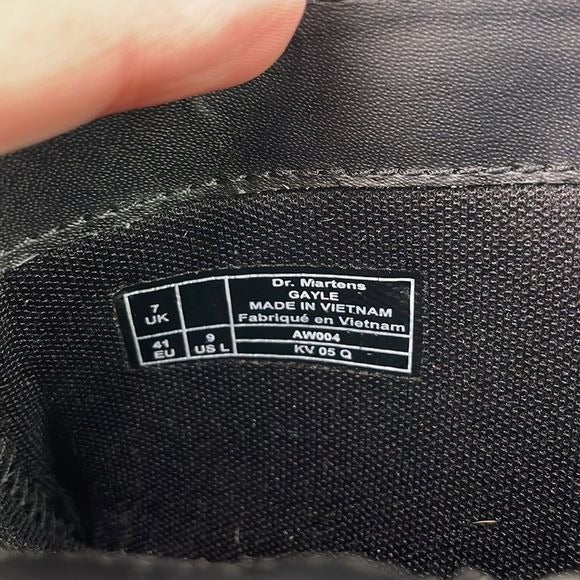 7
UK
41
EU
9
US L
Dr. Martens
GAYLE
MADE IN VIETNAM
Fabriqué en Vietnam
AW004
KV 05 Q